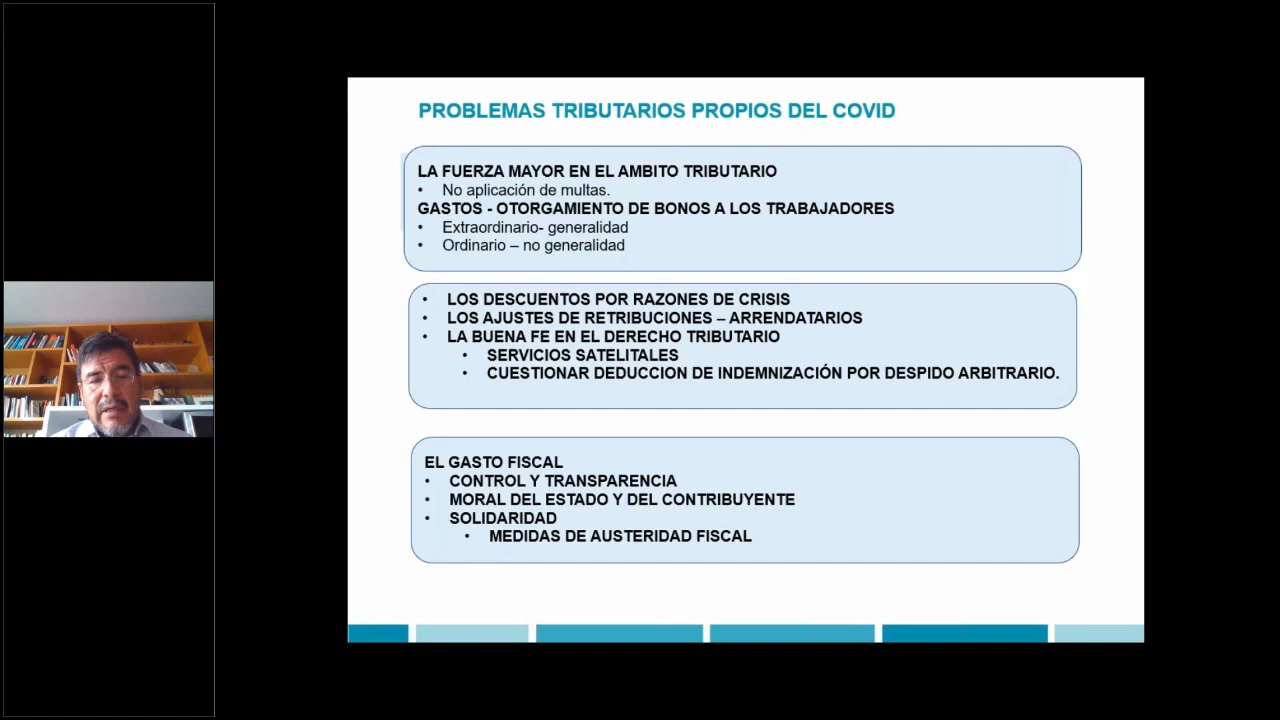 PROBLEMAS TRIBUTARIOS PROPIOS DEL COVID
LA FUERZA MAYOR EN EL AMBITO TRIBUTARIO
• No aplicación de multas.
GASTOS - OTORGAMIENTO DE BONOS A LOS TRABAJADORES
• Extraordinario- generalidad
• Ordinario – no generalidad
• LOS DESCUENTOS POR RAZONES DE CRISIS
• LOS AJUSTES DE RETRIBUCIONES – ARRENDATARIOS
• LA BUENA FE EN EL DERECHO TRIBUTARIO
• SERVICIOS SATELITALES
• CUESTIONAR DEDUCCION DE INDEMNIZACIÓN POR DESPIDO ARBITRARIO.
EL GASTO FISCAL
• CONTROL Y TRANSPARENCIA
• MORAL DEL ESTADO Y DEL CONTRIBUYENTE
• SOLIDARIDAD
• MEDIDAS DE AUSTERIDAD FISCAL